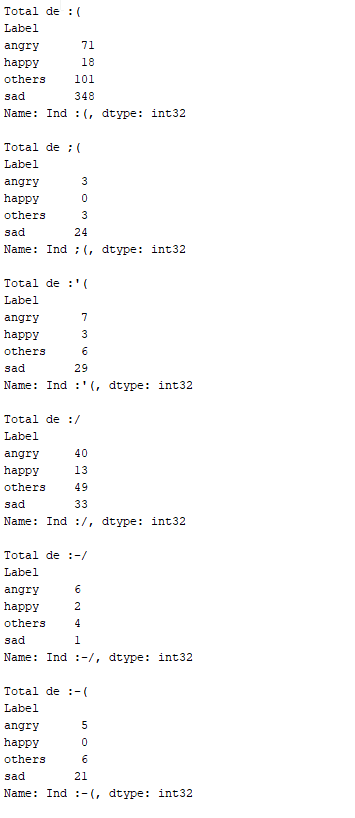 Total de :(
Label
angry      71
happy      18
others    101
sad       348
Name: Ind :(, dtype: int32

Total de ;(
Label
angry      3
happy      0
others     3
sad       24
Name: Ind ;(, dtype: int32

Total de :'(
Label
angry      7
happy      3
others     6
sad       29
Name: Ind :'(, dtype: int32

Total de :/
Label
angry     40
happy     13
others    49
sad       33
Name: Ind :/, dtype: int32

Total de :-/
Label
angry     6
happy     2
others    4
sad       1
Name: Ind :-/, dtype: int32

Total de :-(
Label
angry      5
happy      0
others     6
sad       21
Name: Ind :-(, dtype: int32